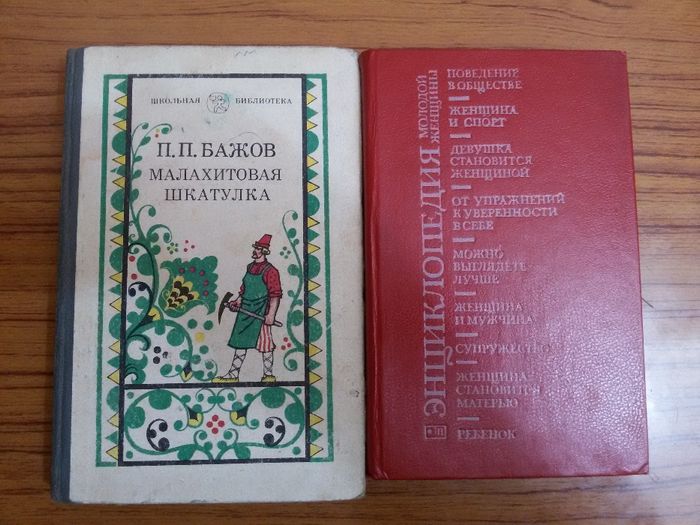 ШКОЛЬНАЯ БИБЛИОТЕКА
П.П. БАЖОВ
МАЛАХИТОВАЯ
ШКАТУЛКА
ЭНЦИКЛОПЕДИЯ
МОЛОДОЙ
ЖЕНЩИНЫ
ПОВЕДЕНИЕ
В ОБЩЕСТВЕ
ЖЕНЩИНА
И СПОРТ
ДЕВУШКА
СТАНОВИТСЯ
ЖЕНЩИНОЙ
ОТ УПРАЖНЕНИЙ
К УВЕРЕННОСТИ
В СЕБЕ
МОЖНО
ВЫГЛЯДЕТЬ
ЛУЧШЕ
ЖЕНЩИНА
И МУЖЧИНА
СУПРУЖЕСТВО
ЖЕНЩИНА
СТАНОВИТСЯ
МАТЕРЬЮ
РЕБЕНОК